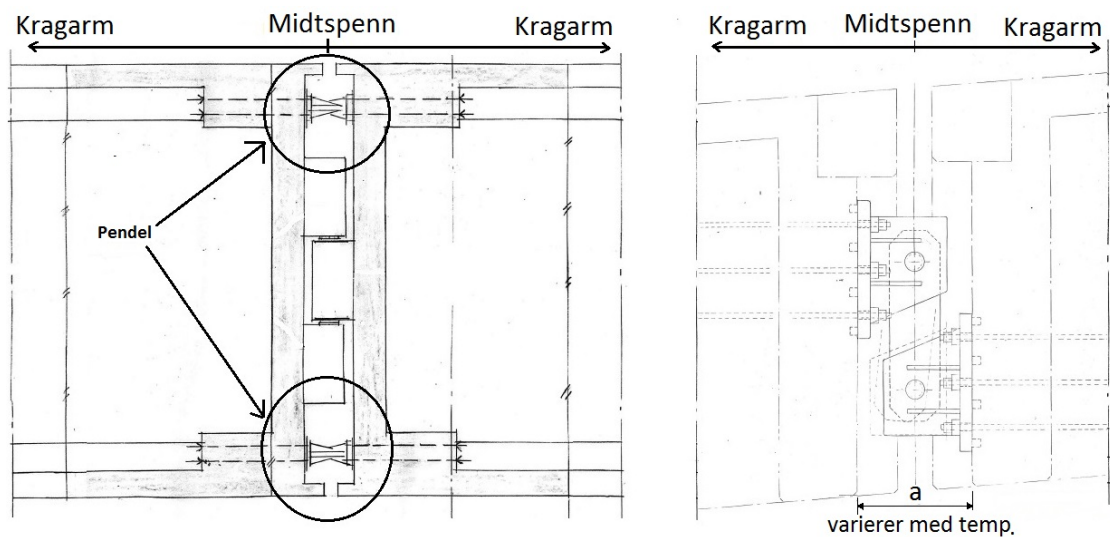 Kragarm Midtspenn Kragarm
Pendel
Kragarm Midtspenn Kragarm
a
varierer med temp.